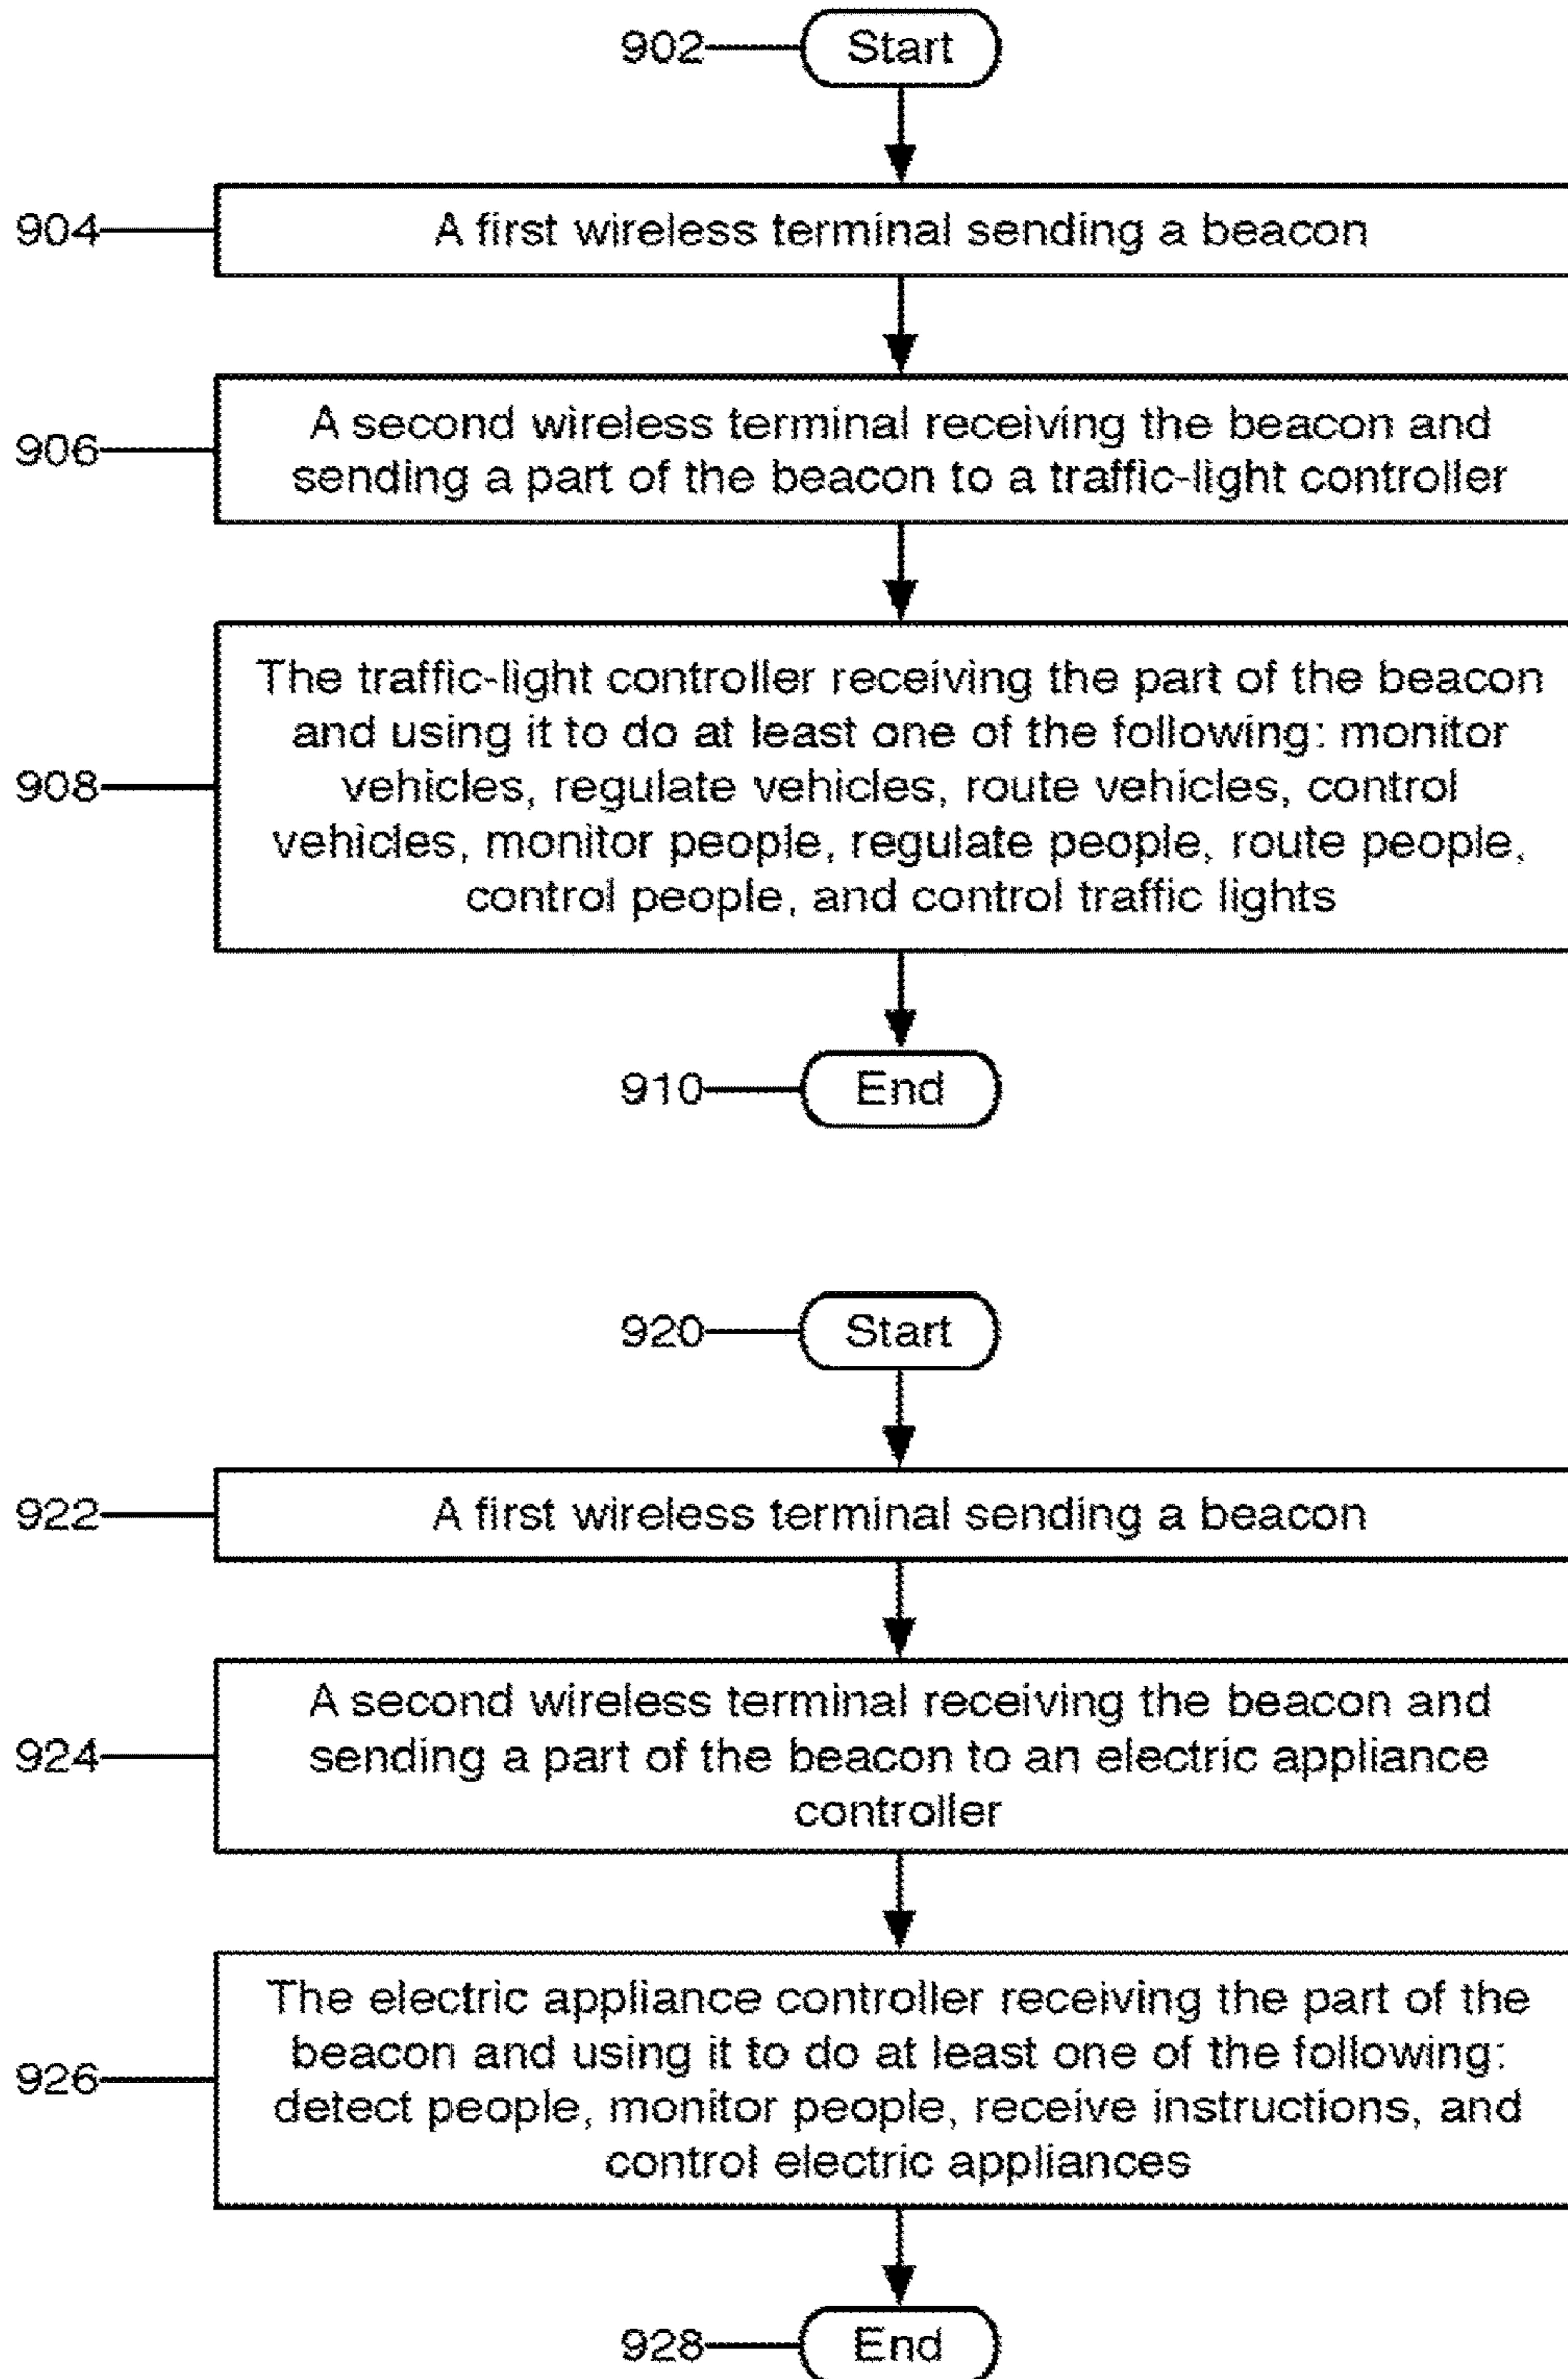 902 Start
904 A first wireless terminal sending a beacon
906 A second wireless terminal receiving the beacon and
sending a part of the beacon to a traffic-light controller
908 The traffic-light controller receiving the part of the beacon
and using it to do at least one of the following: monitor
vehicles, regulate vehicles, route vehicles, control
vehicles, monitor people, regulate people, route people,
control people, and control traffic lights
910 End
920 Start
922 A first wireless terminal sending a beacon
924 A second wireless terminal receiving the beacon and
sending a part of the beacon to an electric appliance
controller
926 The electric appliance controller receiving the part of the
beacon and using it to do at least one of the following:
detect people, monitor people, receive instructions, and
control electric appliances
928 End